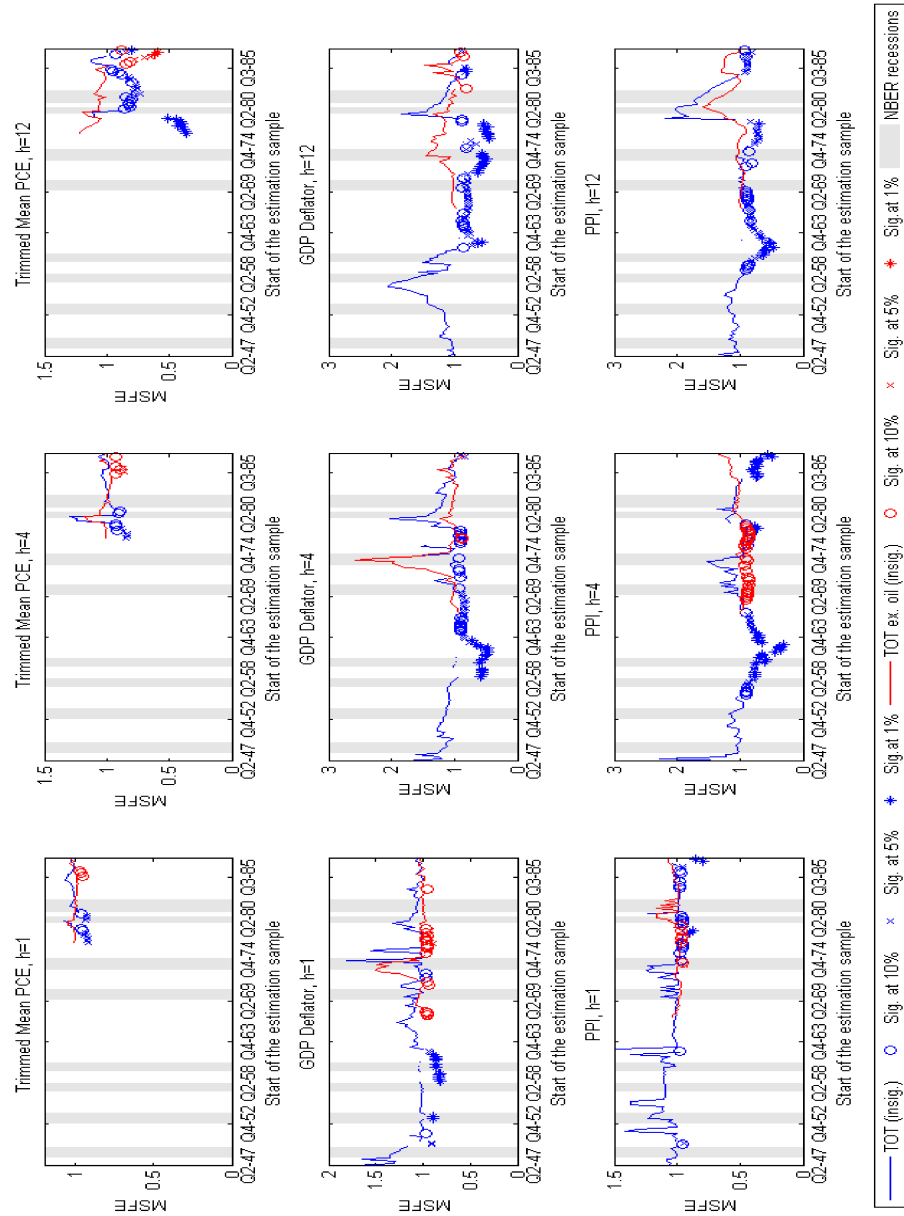 Trimmed Mean PCE, h=1
MSFE
1
0.5
0
Q2-47 Q4-52 Q2-58 Q4-63 Q2-69 Q4-74 Q2-80 Q3-85
Start of the estimation sample
Trimmed Mean PCE, h=4
MSFE
1.5
1
0.5
0
Q2-47 Q4-52 Q2-58 Q4-63 Q2-69 Q4-74 Q2-80 Q3-85
Start of the estimation sample
Trimmed Mean PCE, h=12
MSFE
1.5
1
0.5
0
Q2-47 Q4-52 Q2-58 Q4-63 Q2-69 Q4-74 Q2-80 Q3-85
Start of the estimation sample
GDP Deflator, h=1
MSFE
2
1.5
1
0.5
0
Q2-47 Q4-52 Q2-58 Q4-63 Q2-69 Q4-74 Q2-80 Q3-85
Start of the estimation sample
GDP Deflator, h=4
MSFE
3
2
1
0
Q2-47 Q4-52 Q2-58 Q4-63 Q2-69 Q4-74 Q2-80 Q3-85
Start of the estimation sample
GDP Deflator, h=12
MSFE
3
2
1
0
Q2-47 Q4-52 Q2-58 Q4-63 Q2-69 Q4-74 Q2-80 Q3-85
Start of the estimation sample
PPI, h=1
MSFE
1.5
1
0.5
0
Q2-47 Q4-52 Q2-58 Q4-63 Q2-69 Q4-74 Q2-80 Q3-85
Start of the estimation sample
PPI, h=4
MSFE
3
2
1
0
Q2-47 Q4-52 Q2-58 Q4-63 Q2-69 Q4-74 Q2-80 Q3-85
Start of the estimation sample
PPI, h=12
MSFE
3
2
1
0
Q2-47 Q4-52 Q2-58 Q4-63 Q2-69 Q4-74 Q2-80 Q3-85
Start of the estimation sample
TOT (insig.) Sig. at 10% Sig. at 5% Sig.at 1% TOT ex. oil (insig.) Sig. at 10% Sig. at 5% Sig.at 1% NBER recessions